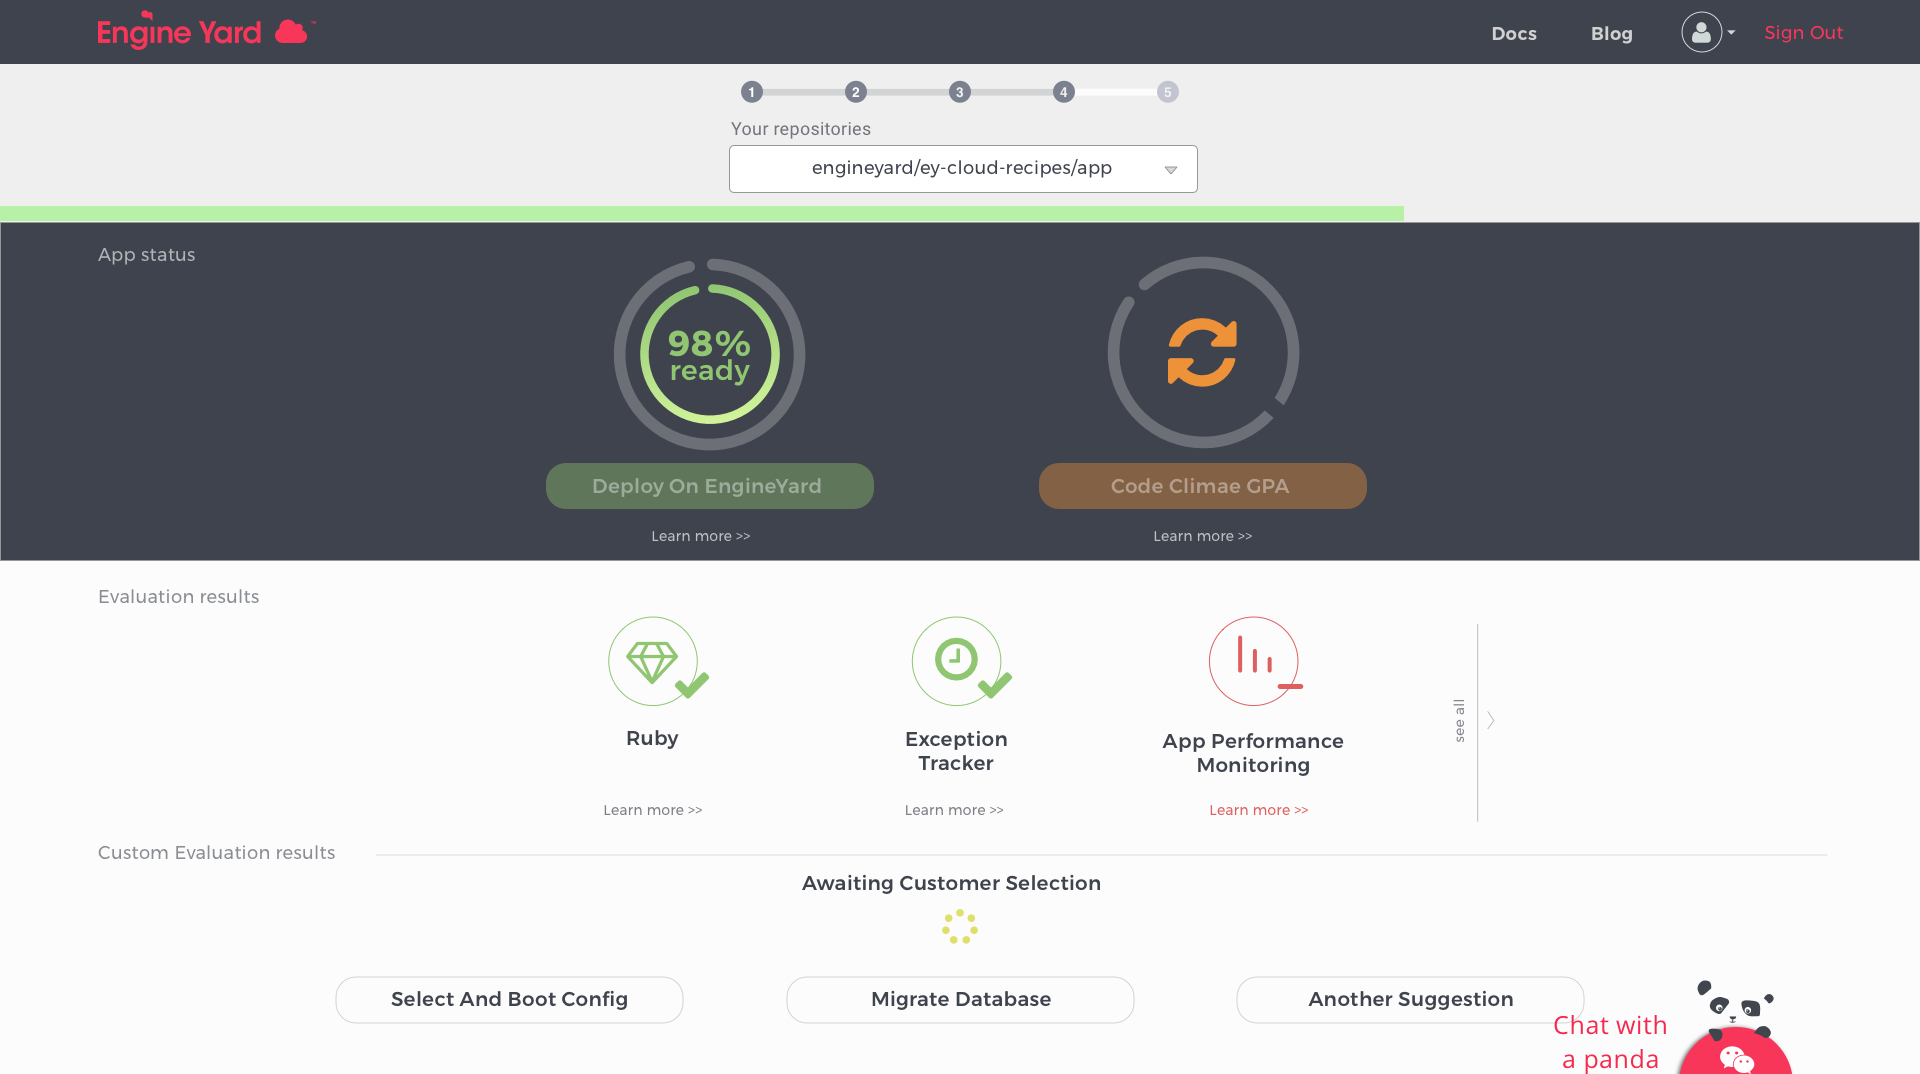 Engine Yard ™
Docs
Blog
Sign Out
1 2 3 4 5
Your repositories
engineyard/ey-cloud-recipes/app
App status
98%
ready
Deploy On EngineYard
Code Climae GPA
Learn more >>
Learn more >>
Evaluation results
Ruby
Exception
Tracker
App Performance
Monitoring
see all
Learn more >>
Learn more >>
Learn more >>
Custom Evaluation results
Awaiting Customer Selection
Select And Boot Config
Migrate Database
Another Suggestion
Chat with
a panda